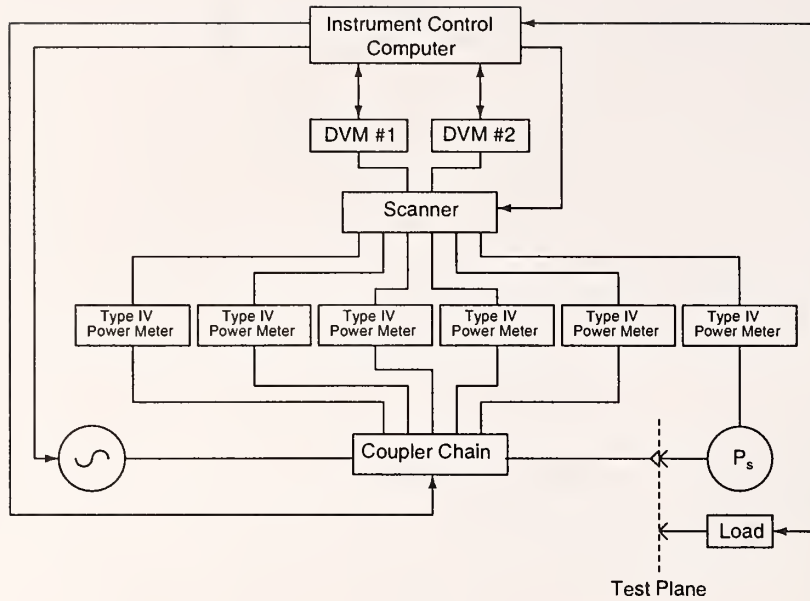 Instrument Control
Computer
DVM #1
DVM #2
Scanner
Type IV
Power Meter
Type IV
Power Meter
Type IV
Power Meter
Type IV
Power Meter
Type IV
Power Meter
Type IV
Power Meter
Coupler Chain
Ps
Load
Test Plane